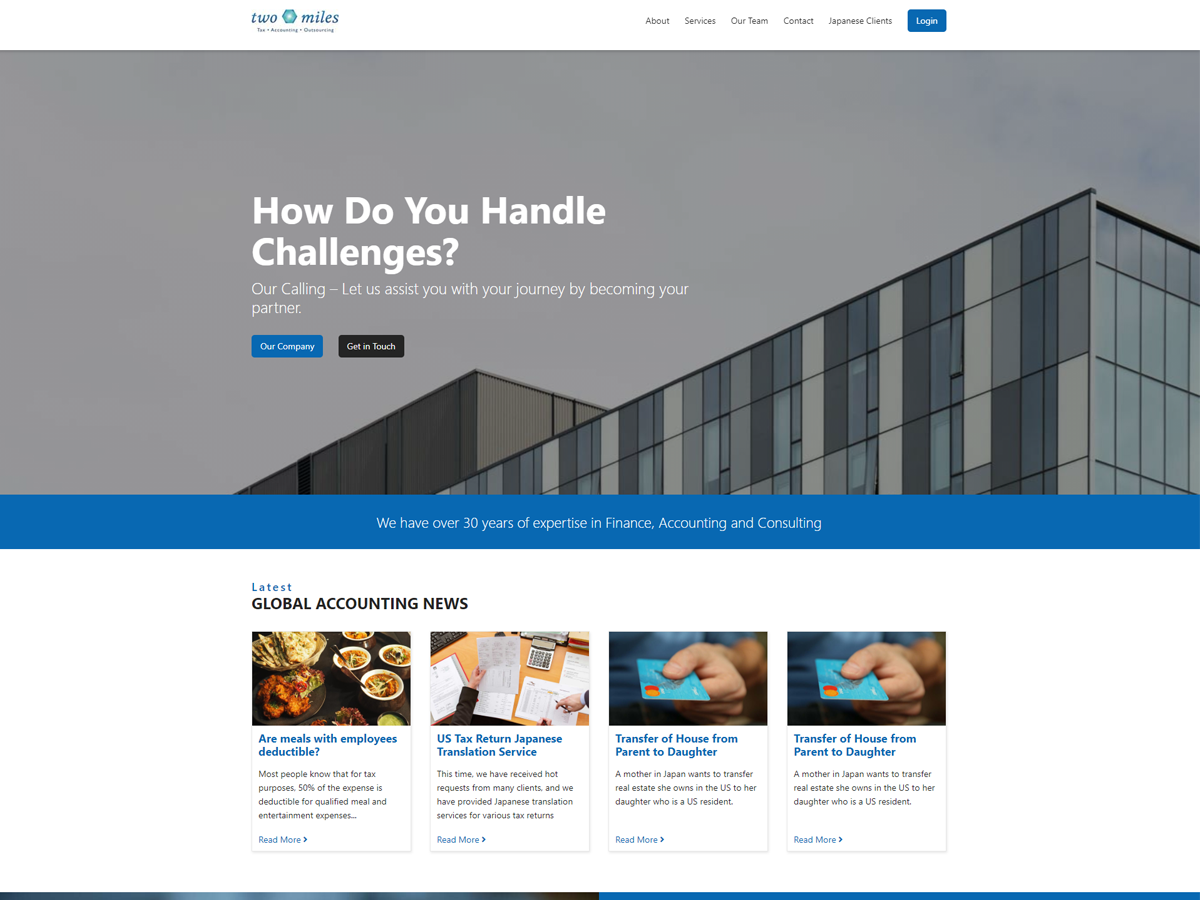 two miles
Tax • Accounting • Outsourcing
About
Services
Our Team
Contact
Japanese Clients
Login
How Do You Handle
Challenges?
Our Calling – Let us assist you with your journey by becoming your
partner.
Our Company
Get in Touch
We have over 30 years of expertise in Finance, Accounting and Consulting
Latest
GLOBAL ACCOUNTING NEWS
Are meals with employees
deductible?
Most people know that for tax
purposes, 50% of the expense is
deductible for qualified meal and
entertainment expenses...
Read More
US Tax Return Japanese
Translation Service
This time, we have received hot
requests from many clients, and we
have provided Japanese translation
services for various tax returns
Read More
Transfer of House from
Parent to Daughter
A mother in Japan wants to transfer
real estate she owns in the US to her
daughter who is a US resident.
Read More
Transfer of House from
Parent to Daughter
A mother in Japan wants to transfer
real estate she owns in the US to her
daughter who is a US resident.
Read More